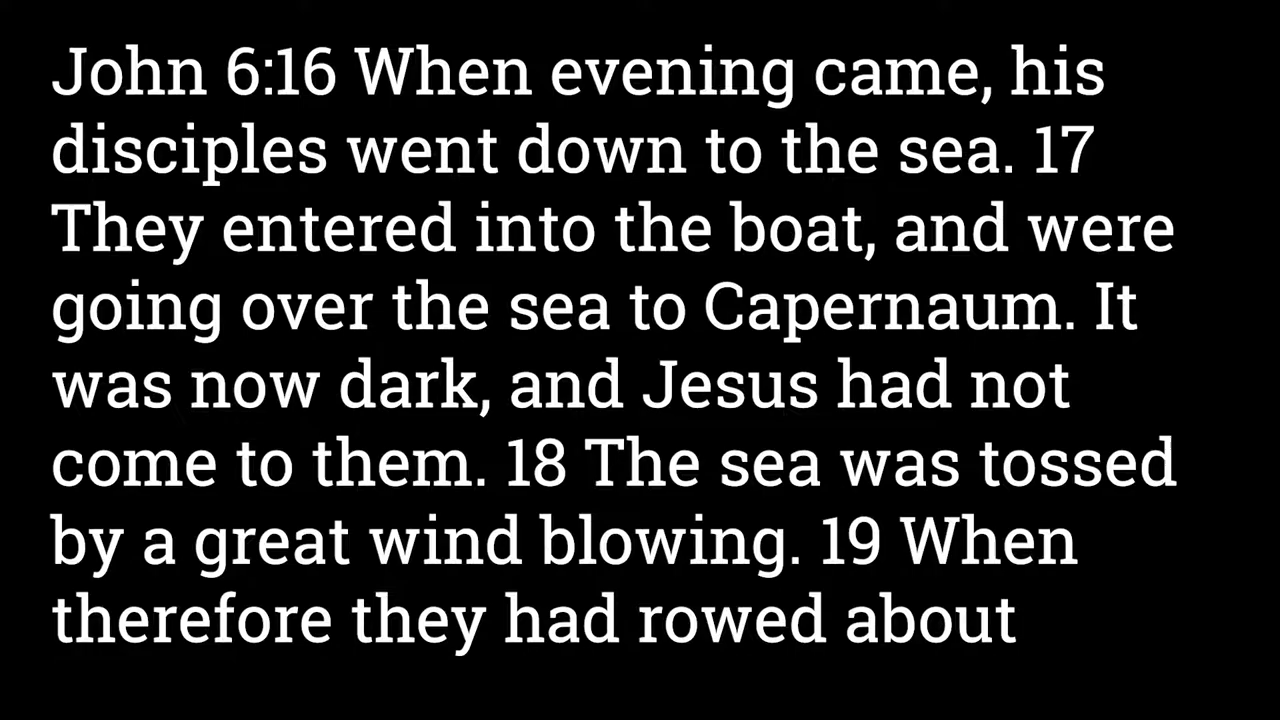 John 6:16 When evening came, his
disciples went down to the sea. 17
They entered into the boat, and were
going over the sea to Capernaum. It
was now dark, and Jesus had not
come to them. 18 The sea was tossed
by a great wind blowing. 19 When
therefore they had rowed about